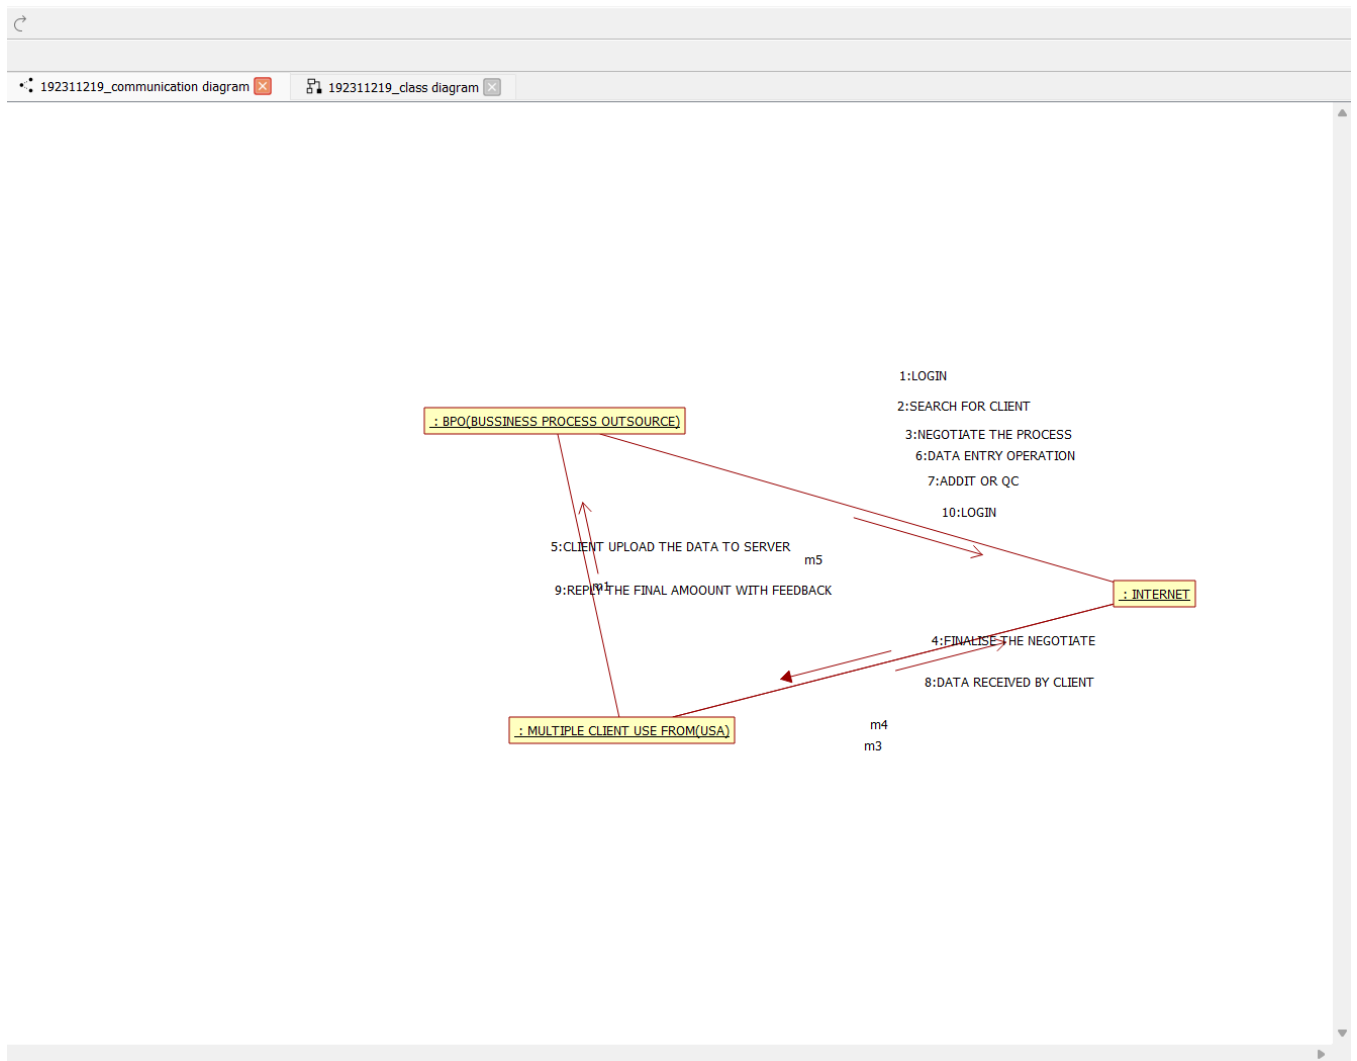 192311219_communication diagram
192311219_class diagram
1:LOGIN
2:SEARCH FOR CLIENT
: BPO(BUSSINESS PROCESS OUTSOURCE)
3:NEGOTIATE THE PROCESS
6:DATA ENTRY OPERATION
7:ADDIT OR QC
10:LOGIN
5:CLIENT UPLOAD THE DATA TO SERVER
m5
m1
9:REPLY THE FINAL AMOOUNT WITH FEEDBACK
: INTERNET
4:FINALISE THE NEGOTIATE
8:DATA RECEIVED BY CLIENT
m4
: MULTIPLE CLIENT USE FROM(USA)
m3